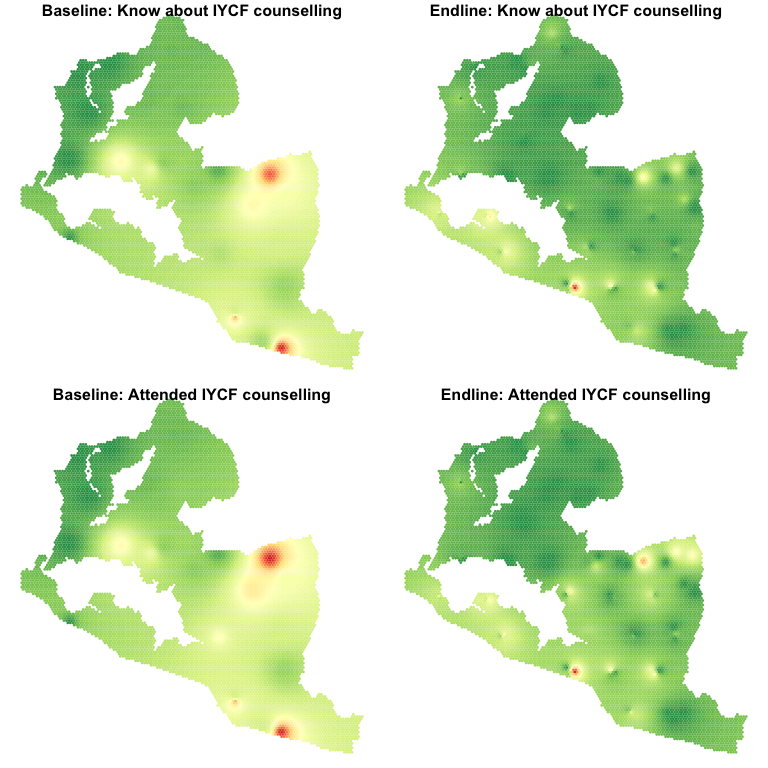 Baseline: Know about IYCF counselling
Endline: Know about IYCF counselling
Baseline: Attended IYCF counselling
Endline: Attended IYCF counselling